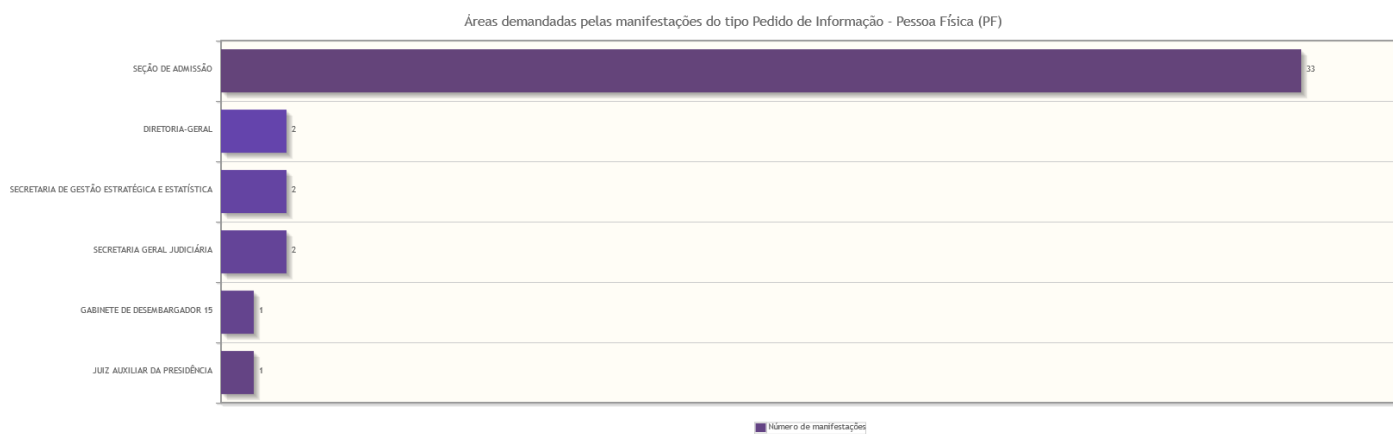 Áreas demandadas pelas manifestações do tipo Pedido de Informação - Pessoa Física (PF)
SEÇÃO DE ADMISSÃO
33
DIRETORIA-GERAL
2
SECRETARIA DE GESTÃO ESTRATÉGICA E ESTATÍSTICA
2
SECRETARIA GERAL JUDICIÁRIA
2
GABINETE DE DESEMBARGADOR 15
1
JUIZ AUXILIAR DA PRESIDÊNCIA
1
Número de manifestações